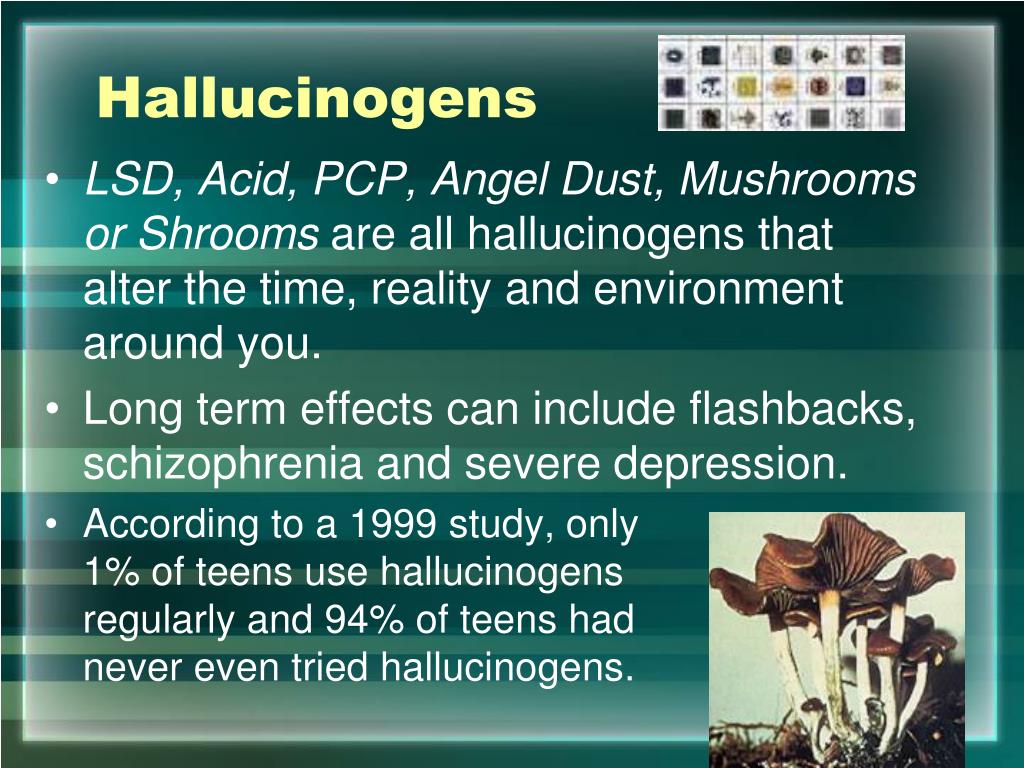 Hallucinogens
• LSD, Acid, PCP, Angel Dust, Mushrooms
or Shrooms are all hallucinogens that
alter the time, reality and environment
around you.
• Long term effects can include flashbacks,
schizophrenia and severe depression.
• According to a 1999 study, only
1% of teens use hallucinogens
regularly and 94% of teens had
never even tried hallucinogens.